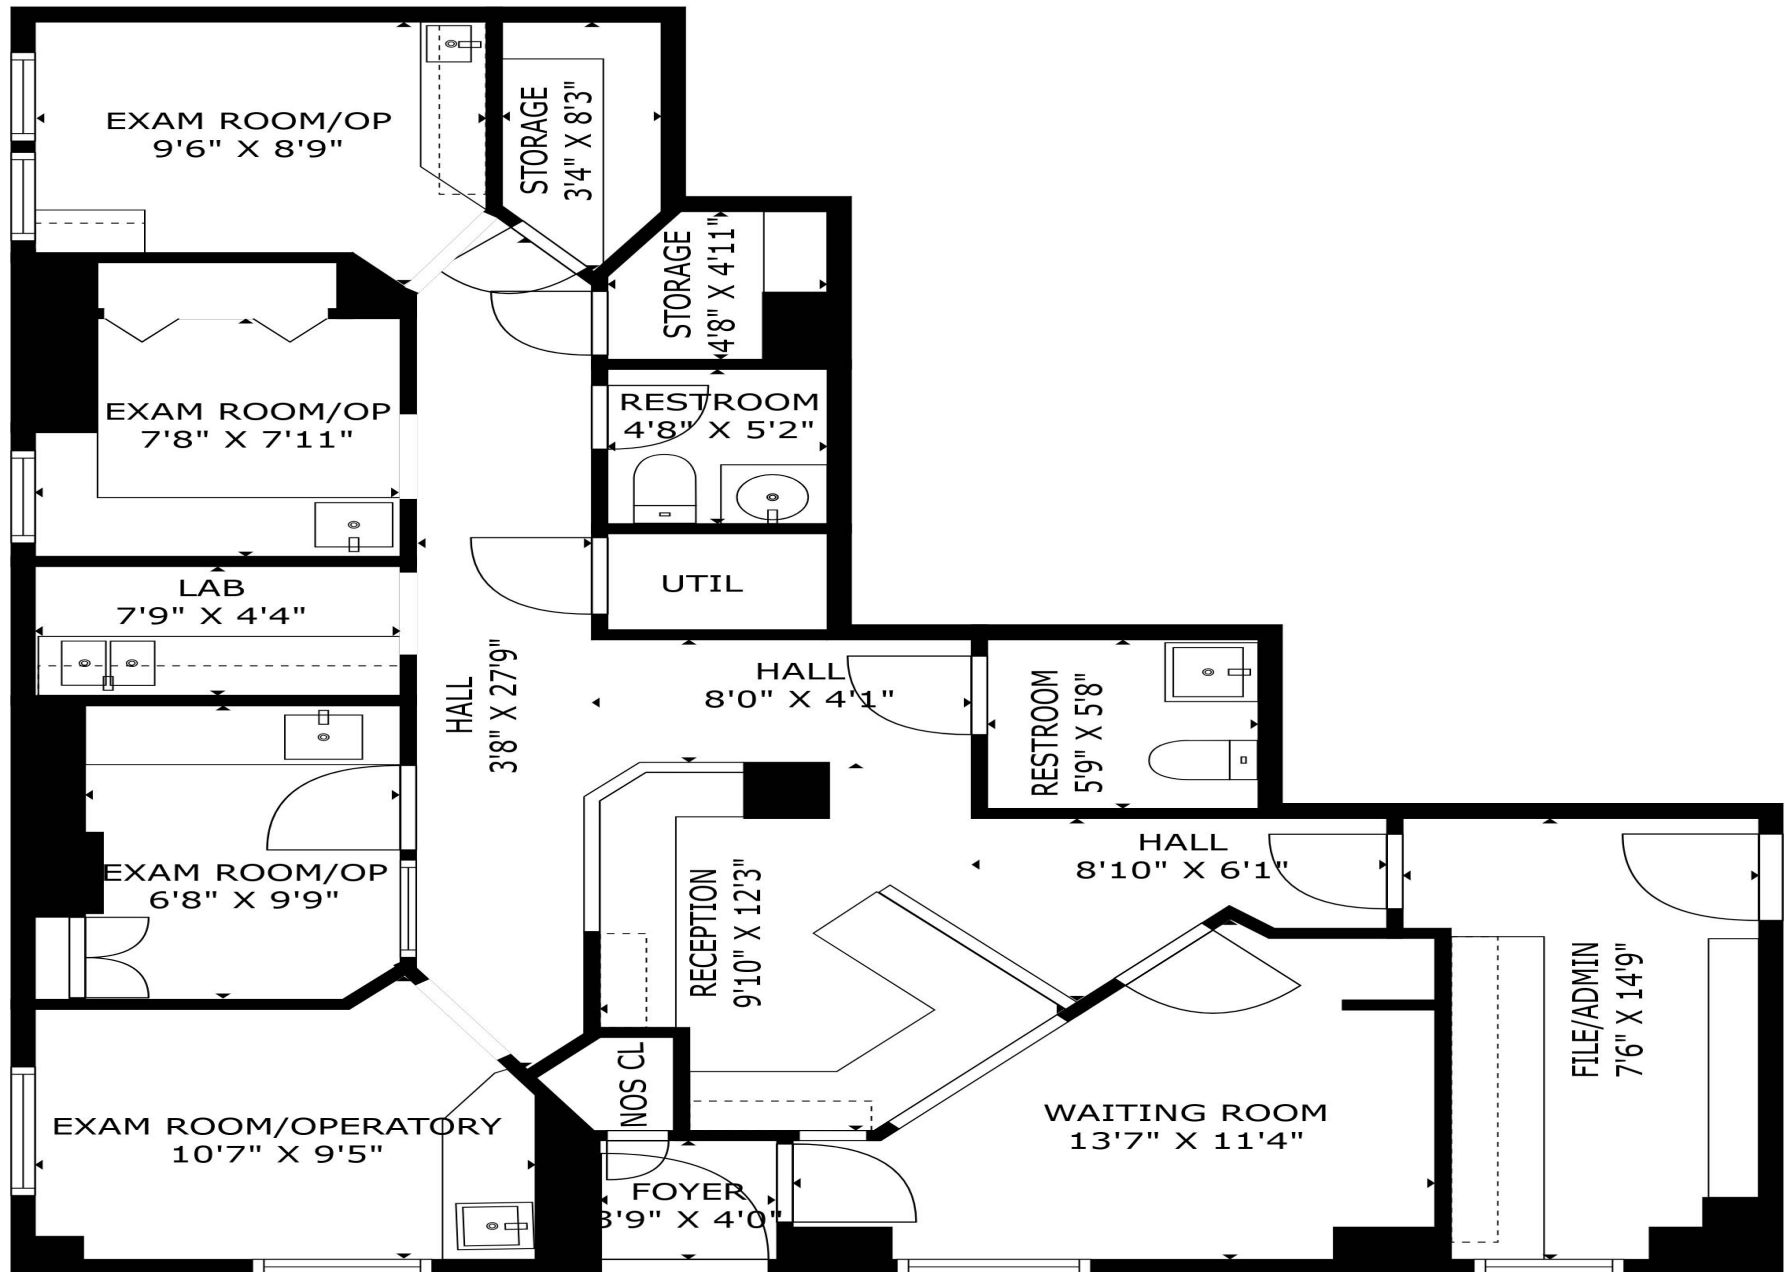 EXAM ROOM/OP
9'6" X 8'9"
STORAGE
3'4" X 8'3"
STORAGE
4'8" X 4'11"
EXAM ROOM/OP
7'8" X 7'11"
RESTROOM
4'8" X 5'2"
LAB
7'9" X 4'4"
UTIL
HALL
3'8" X 27'9"
HALL
8'0" X 4'1"
RESTROOM
5'9" X 5'8"
EXAM ROOM/OP
6'8" X 9'9"
RECEPTION
9'10" X 12'3"
HALL
8'10" X 6'1"
FILE/ADMIN
7'6" X 14'9"
EXAM ROOM/OPERATORY
10'7" X 9'5"
NOS CL
WAITING ROOM
13'7" X 11'4"
FOYER
3'9" X 4'0"